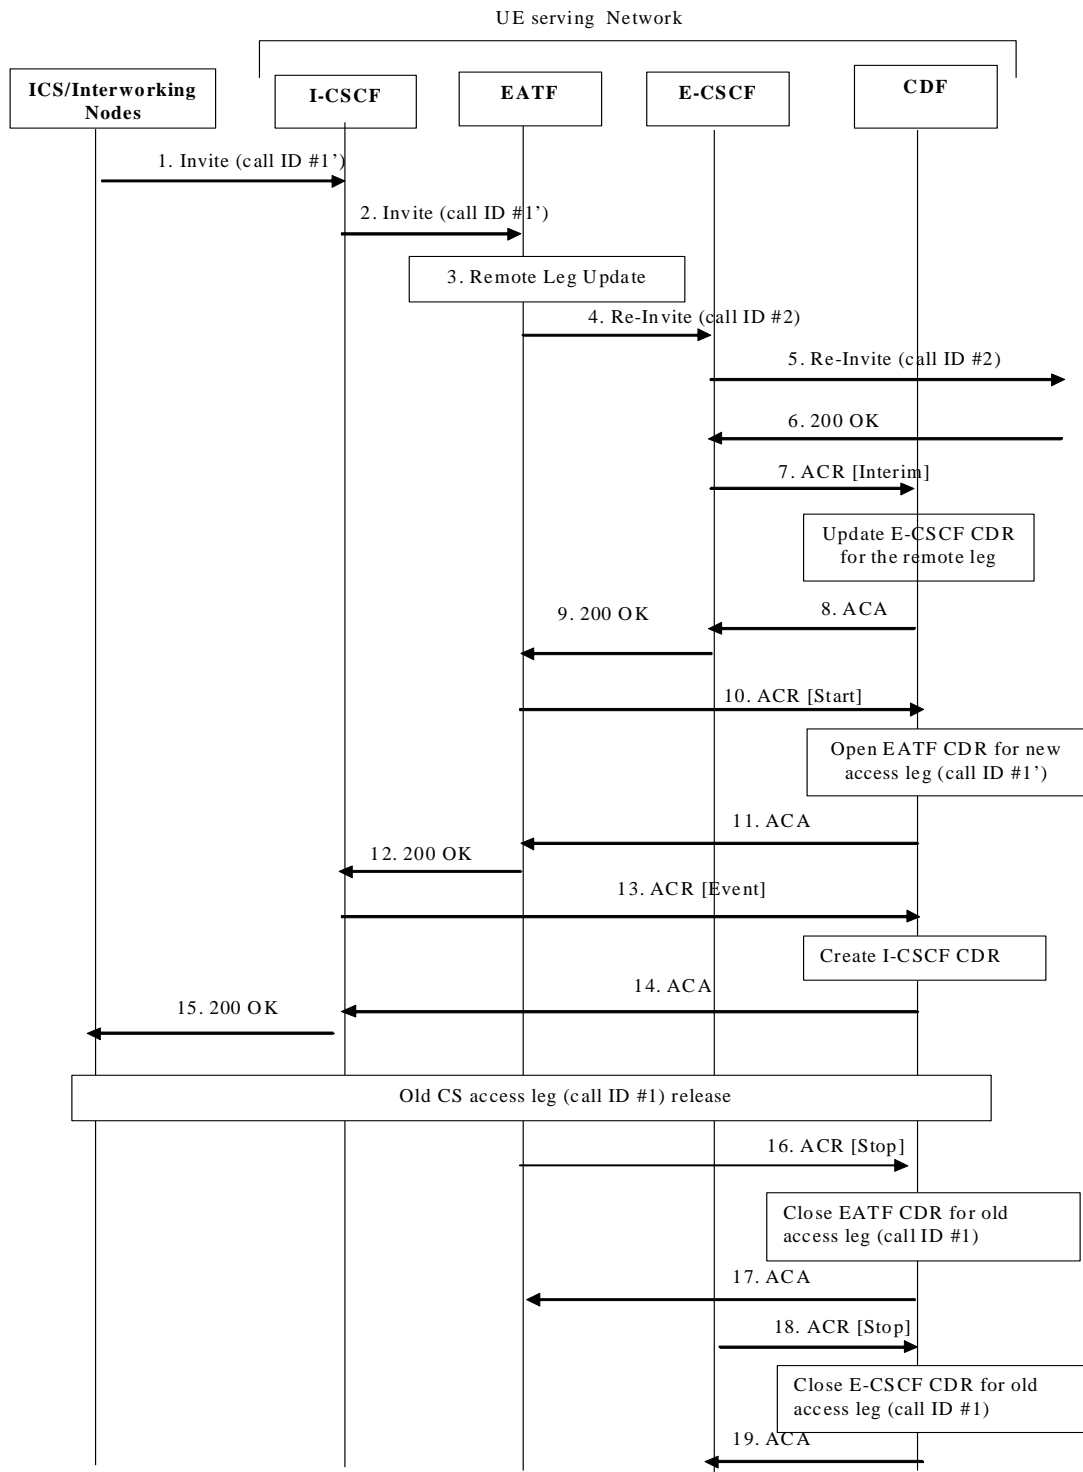 UE serving Network
ICS/Interworking
Nodes
I-CSCF
EATF
E-CSCF
CDF
1. Invite (call ID #1’)
2. Invite (call ID #1’)
3. Remote Leg Update
4. Re-Invite (call ID #2)
5. Re-Invite (call ID #2)
6. 200 OK
7. ACR [Interim]
Update E-CSCF CDR
for the remote leg
8. ACA
9. 200 OK
10. ACR [Start]
Open EATF CDR for new
access leg (call ID #1’)
11. ACA
12. 200 OK
13. ACR [Event]
Create I-CSCF CDR
14. ACA
15. 200 OK
Old CS access leg (call ID #1) release
16. ACR [Stop]
Close EATF CDR for old
access leg (call ID #1)
17. ACA
18. ACR [Stop]
Close E-CSCF CDR for old
access leg (call ID #1)
19. ACA